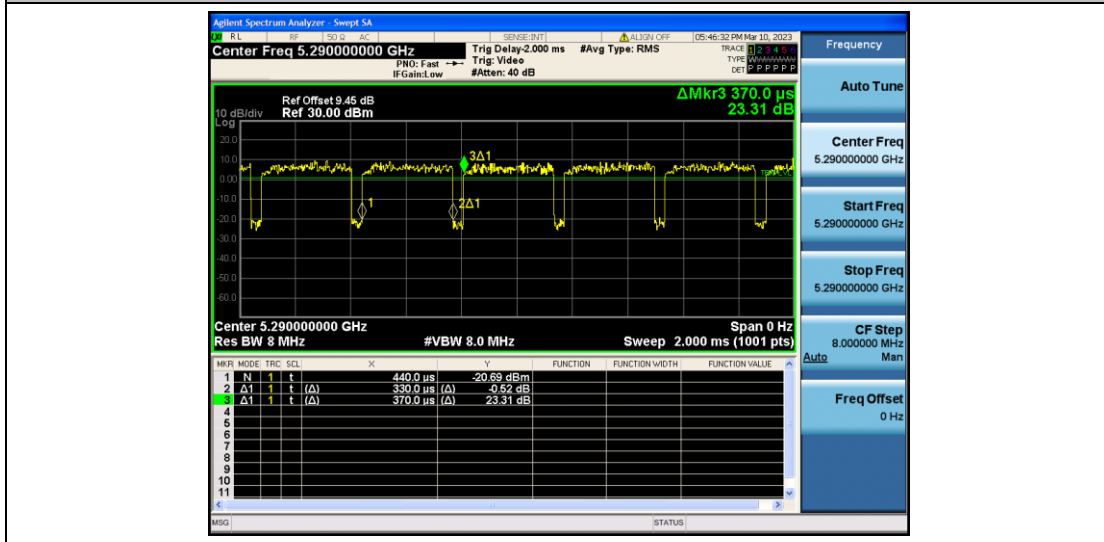 Agilent Spectrum Analyzer - Swept SA
RL RF 50 Ω AC SENSE:INT ALIGN OFF 05:46:32 PM Mar 10, 2023
Center Freq 5.290000000 GHz
Trig Delay-2.000 ms #Avg Type: RMS
TRACE 1 2 3 4 5 6
PNO: Fast Trig: Video
TYPE
IFGain:Low #Atten: 40 dB
DET P P P P P P
Frequency
Auto Tune
ΔMkr3 370.0 µs
23.31 dB
Ref Offset 9.45 dB
10 dB/div Ref 30.00 dBm
Log
20.0
10.0
0.00
-10.0
-20.0
-30.0
-40.0
-50.0
-60.0
3Δ1
1
2Δ1
Center 5.290000000 GHz Span 0 Hz
Res BW 8 MHz #VBW 8.0 MHz Sweep 2.000 ms (1001 pts)
MKR MODE TRC SCL X Y FUNCTION FUNCTION WIDTH FUNCTION VALUE
1 N 1 t 440.0 µs -20.69 dBm
2 Δ1 1 t (Δ) 330.0 µs (Δ) -0.52 dB
3 Δ1 1 t (Δ) 370.0 µs (Δ) 23.31 dB
4
5
6
7
8
9
10
11
Center Freq
5.290000000 GHz
Start Freq
5.290000000 GHz
Stop Freq
5.290000000 GHz
CF Step
8.000000 MHz
Auto Man
Freq Offset
0 Hz
MSG STATUS